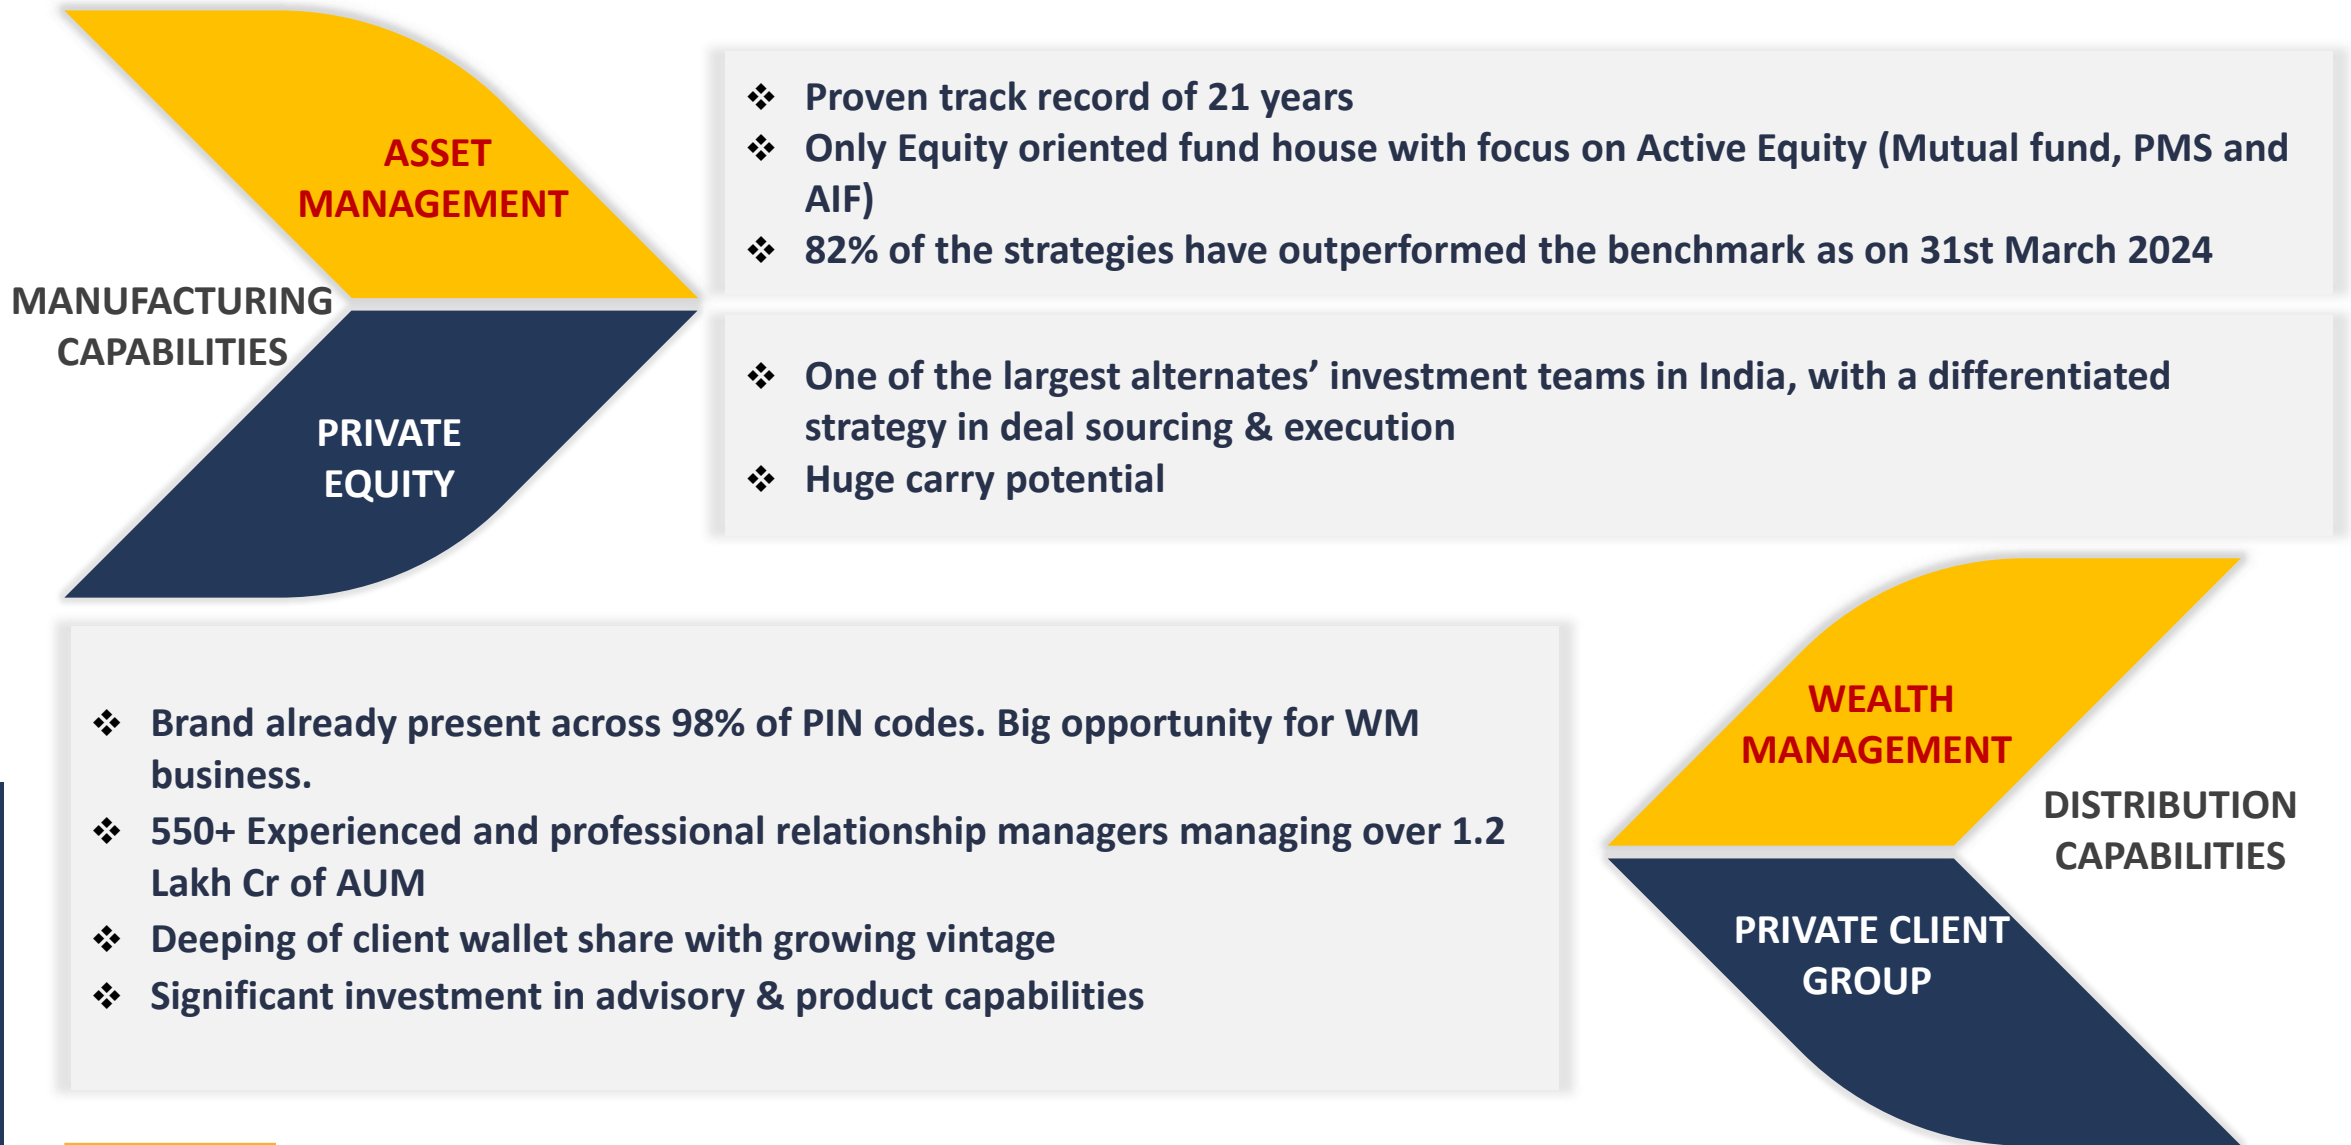 ASSET
MANAGEMENT
MANUFACTURING
CAPABILITIES
PRIVATE
EQUITY
❖ Proven track record of 21 years
❖ Only Equity oriented fund house with focus on Active Equity (Mutual fund, PMS and
AIF)
❖ 82% of the strategies have outperformed the benchmark as on 31st March 2024
❖ One of the largest alternates’ investment teams in India, with a differentiated
strategy in deal sourcing & execution
❖ Huge carry potential
❖ Brand already present across 98% of PIN codes. Big opportunity for WM
business.
❖ 550+ Experienced and professional relationship managers managing over 1.2
Lakh Cr of AUM
❖ Deeping of client wallet share with growing vintage
❖ Significant investment in advisory & product capabilities
WEALTH
MANAGEMENT
DISTRIBUTION
CAPABILITIES
PRIVATE CLIENT
GROUP